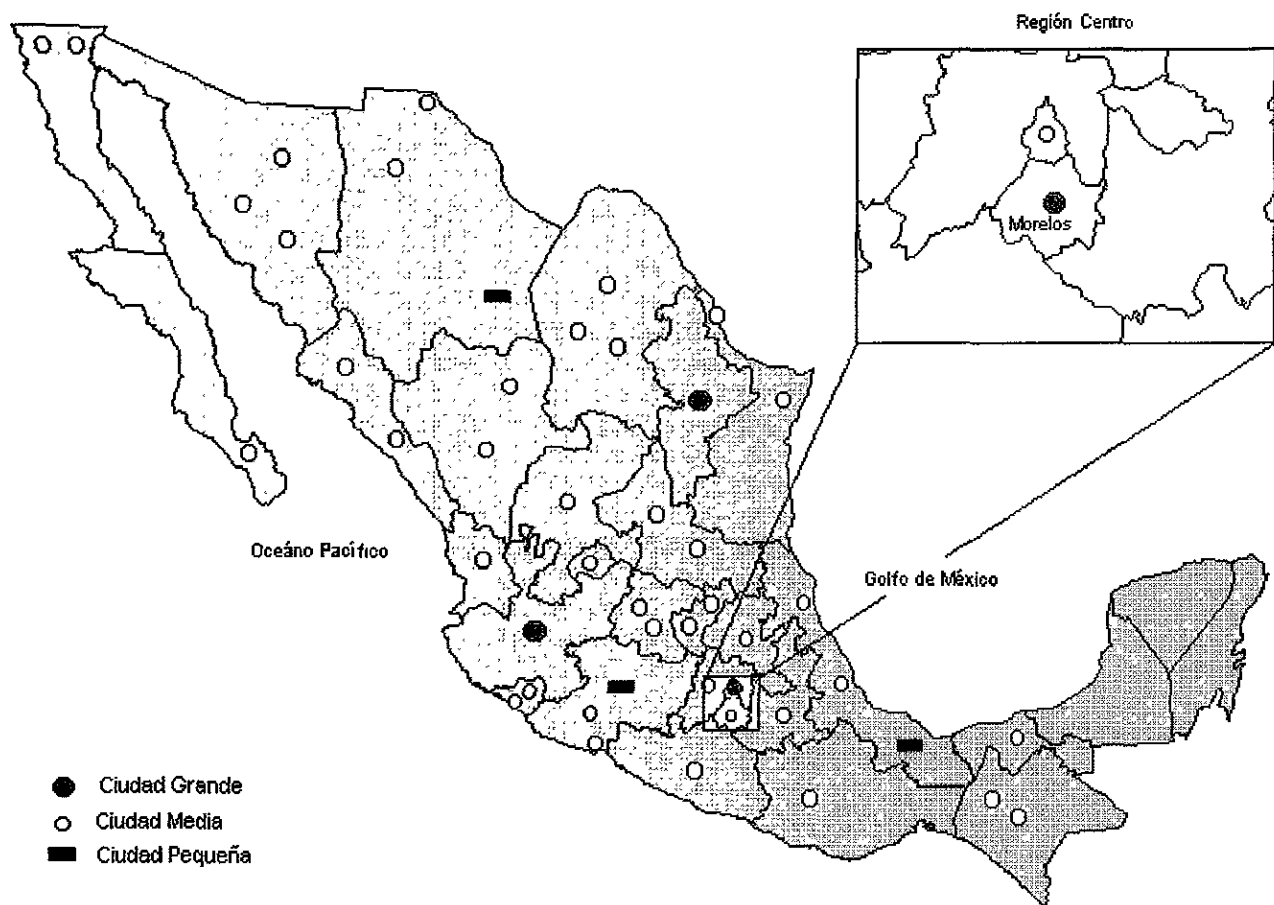 Región Centro
Morelos
Oceáno Pacífico
Golfo de México
Ciudad Grande
Ciudad Media
Ciudad Pequeña